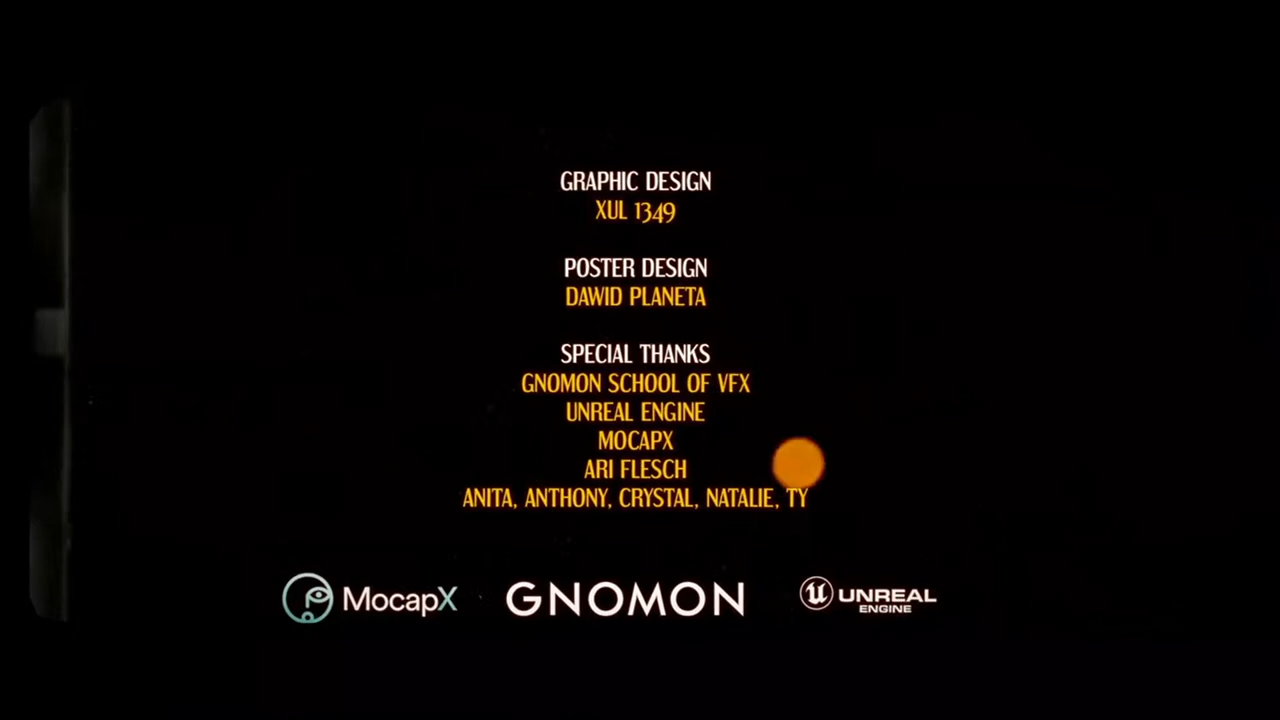 GRAPHIC DESIGN
XUL 1349
POSTER DESIGN
DAWID PLANETA
SPECIAL THANKS
GNOMON SCHOOL OF VFX
UNREAL ENGINE
MOCAPX
ARI FLESCH
ANITA, ANTHONY, CRYSTAL, NATALIE, TY
MocapX GNOMON UNREAL ENGINE